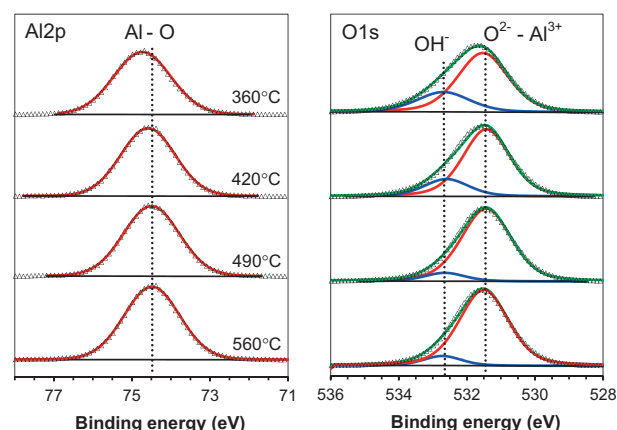 Al2p
Al - O
360°C
420°C
490°C
560°C
77 75 73 71
Binding energy (eV)
O1s
OH⁻
O²⁻ - Al³⁺
536 534 532 530 528
Binding energy (eV)